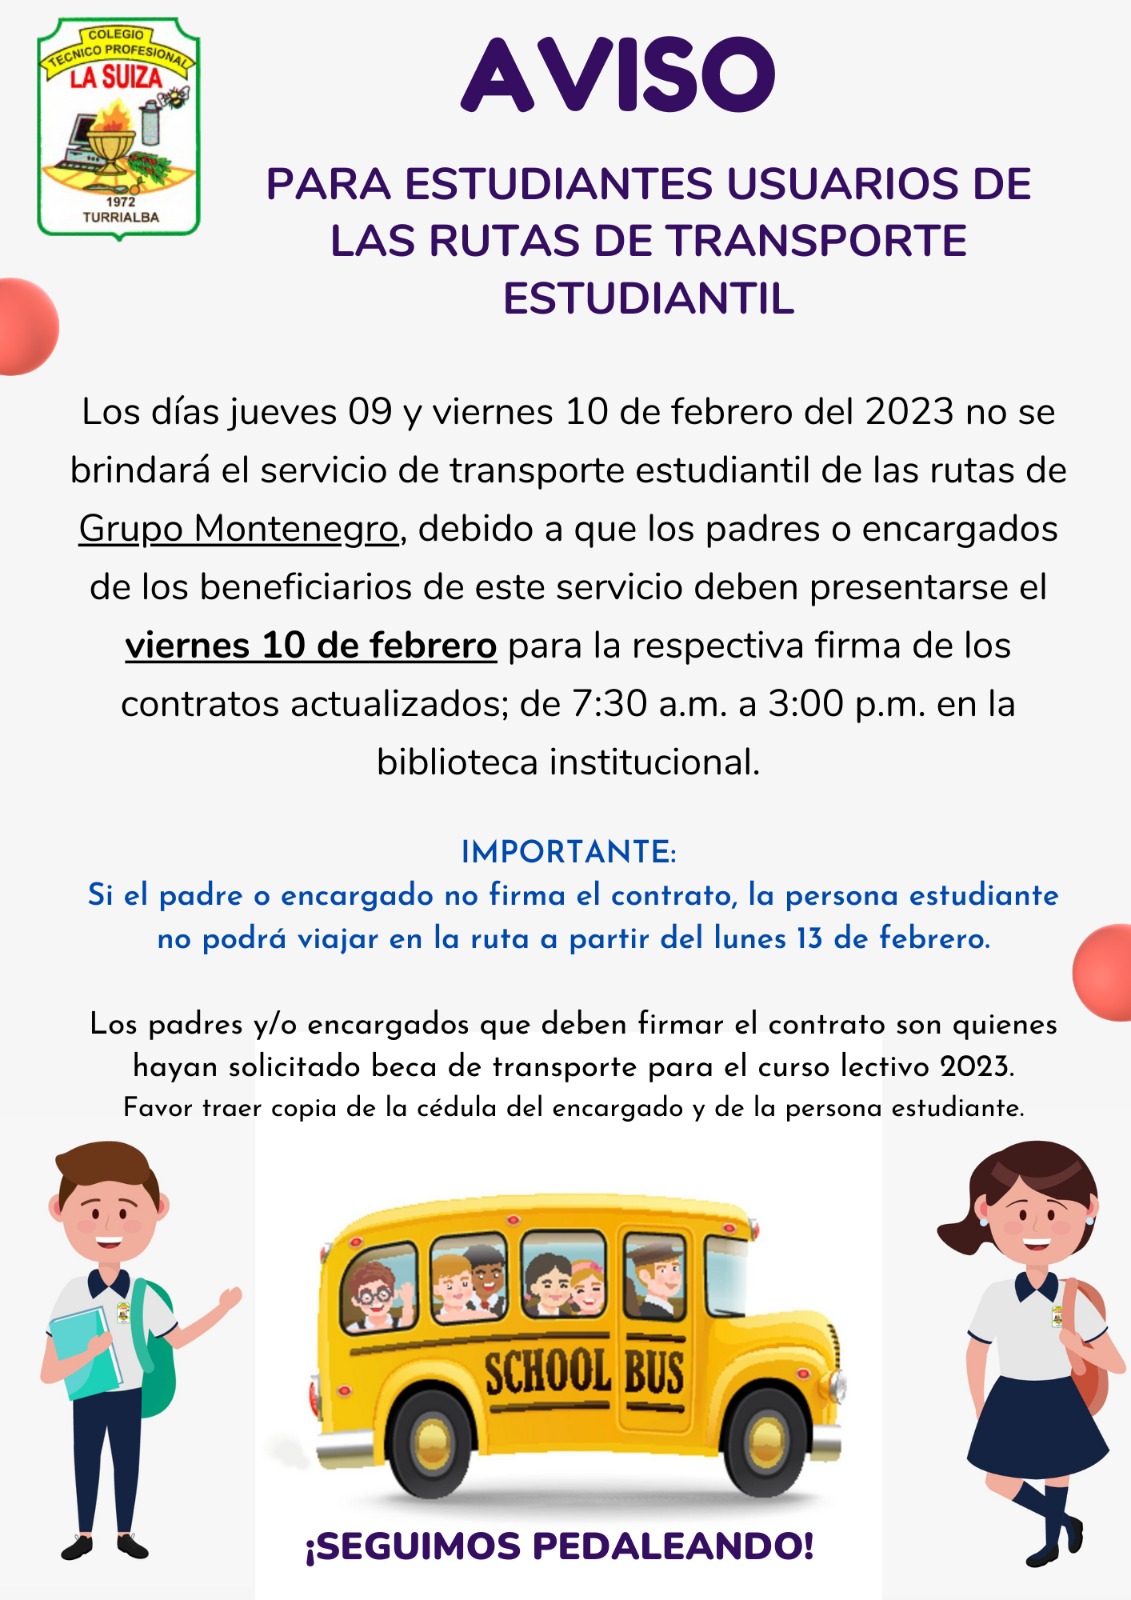 COLEGIO
TECNICO PROFESIONAL
LA SUIZA
1972
TURRIALBA
AVISO
PARA ESTUDIANTES USUARIOS DE
LAS RUTAS DE TRANSPORTE
ESTUDIANTIL
Los días jueves 09 y viernes 10 de febrero del 2023 no se
brindará el servicio de transporte estudiantil de las rutas de
Grupo Montenegro, debido a que los padres o encargados
de los beneficiarios de este servicio deben presentarse el
viernes 10 de febrero para la respectiva firma de los
contratos actualizados; de 7:30 a.m. a 3:00 p.m. en la
biblioteca institucional.
IMPORTANTE:
Si el padre o encargado no firma el contrato, la persona estudiante
no podrá viajar en la ruta a partir del lunes 13 de febrero.
Los padres y/o encargados que deben firmar el contrato son quienes
hayan solicitado beca de transporte para el curso lectivo 2023.
Favor traer copia de la cédula del encargado y de la persona estudiante.
SCHOOL BUS
¡SEGUIMOS PEDALEANDO!